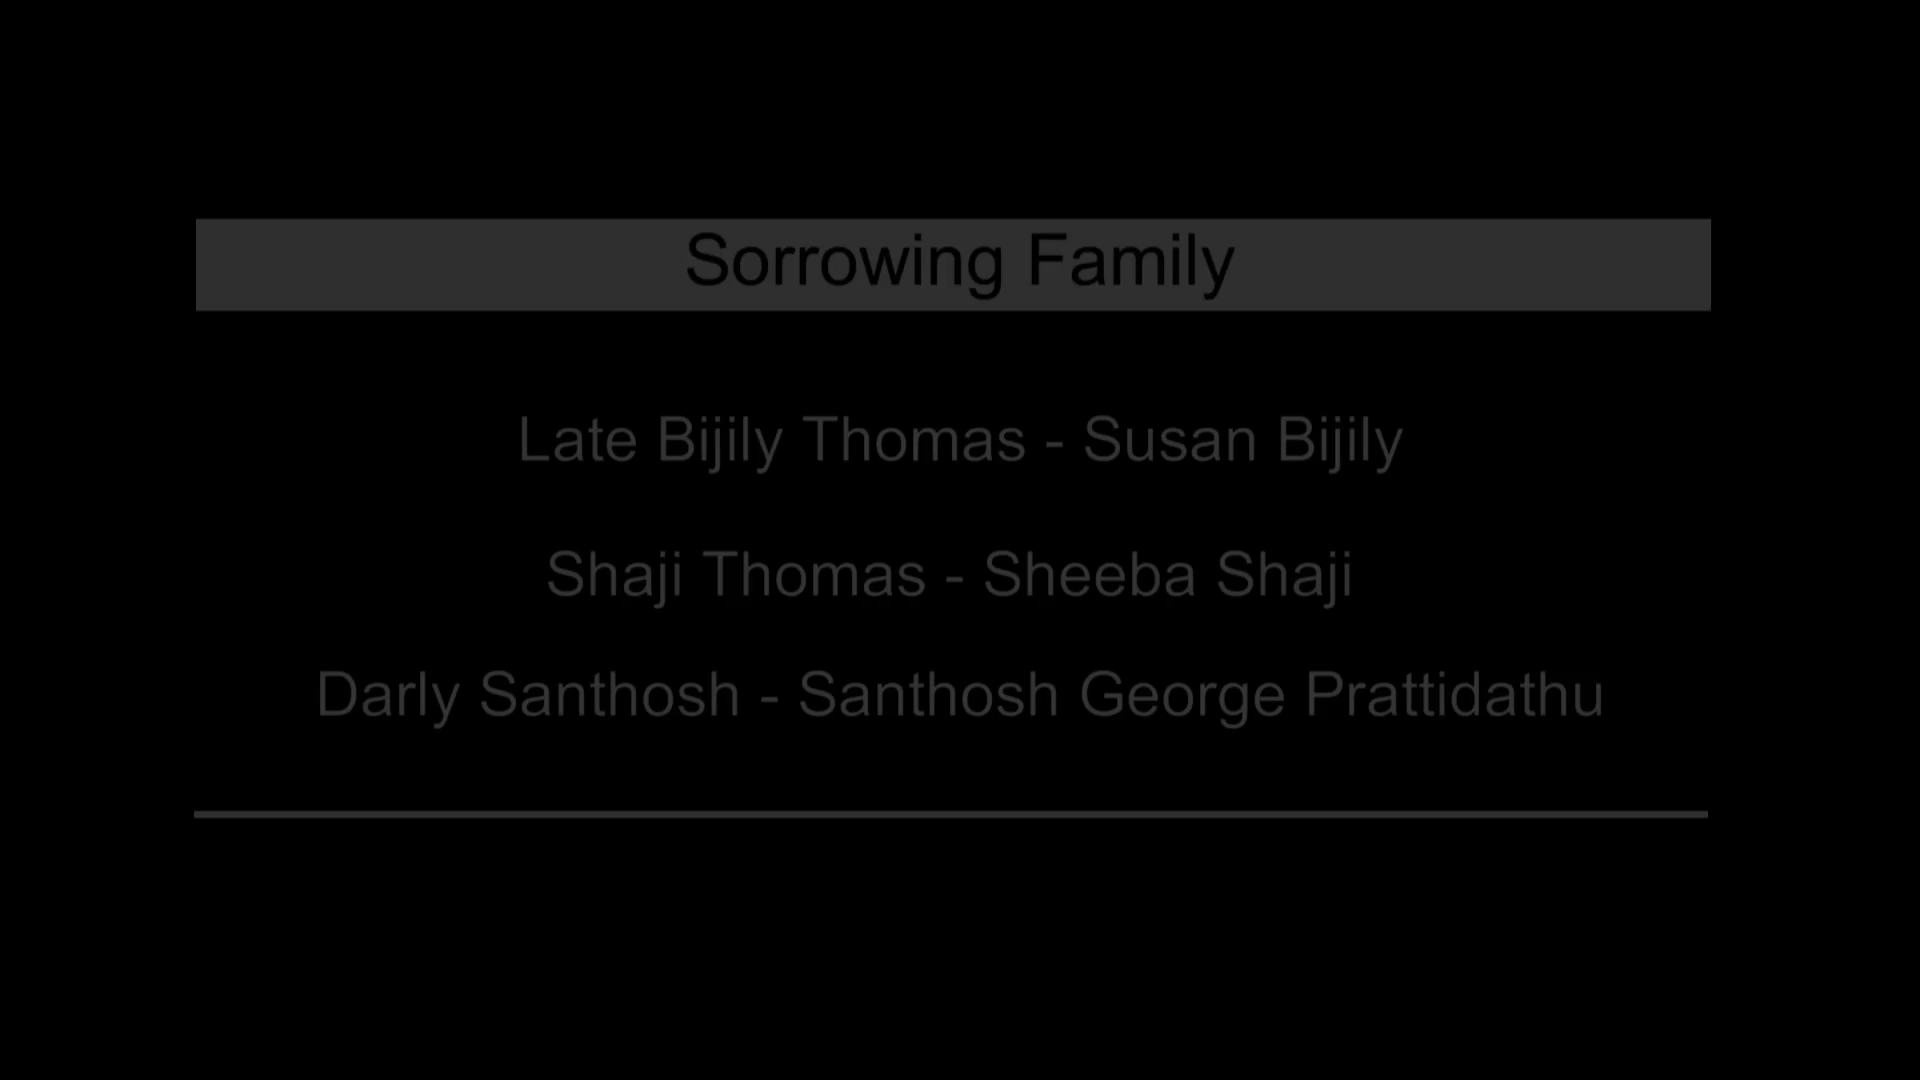 Sorrowing Family
Late Bijily Thomas - Susan Bijily
Shaji Thomas - Sheeba Shaji
Darly Santhosh - Santhosh George Prattidathu